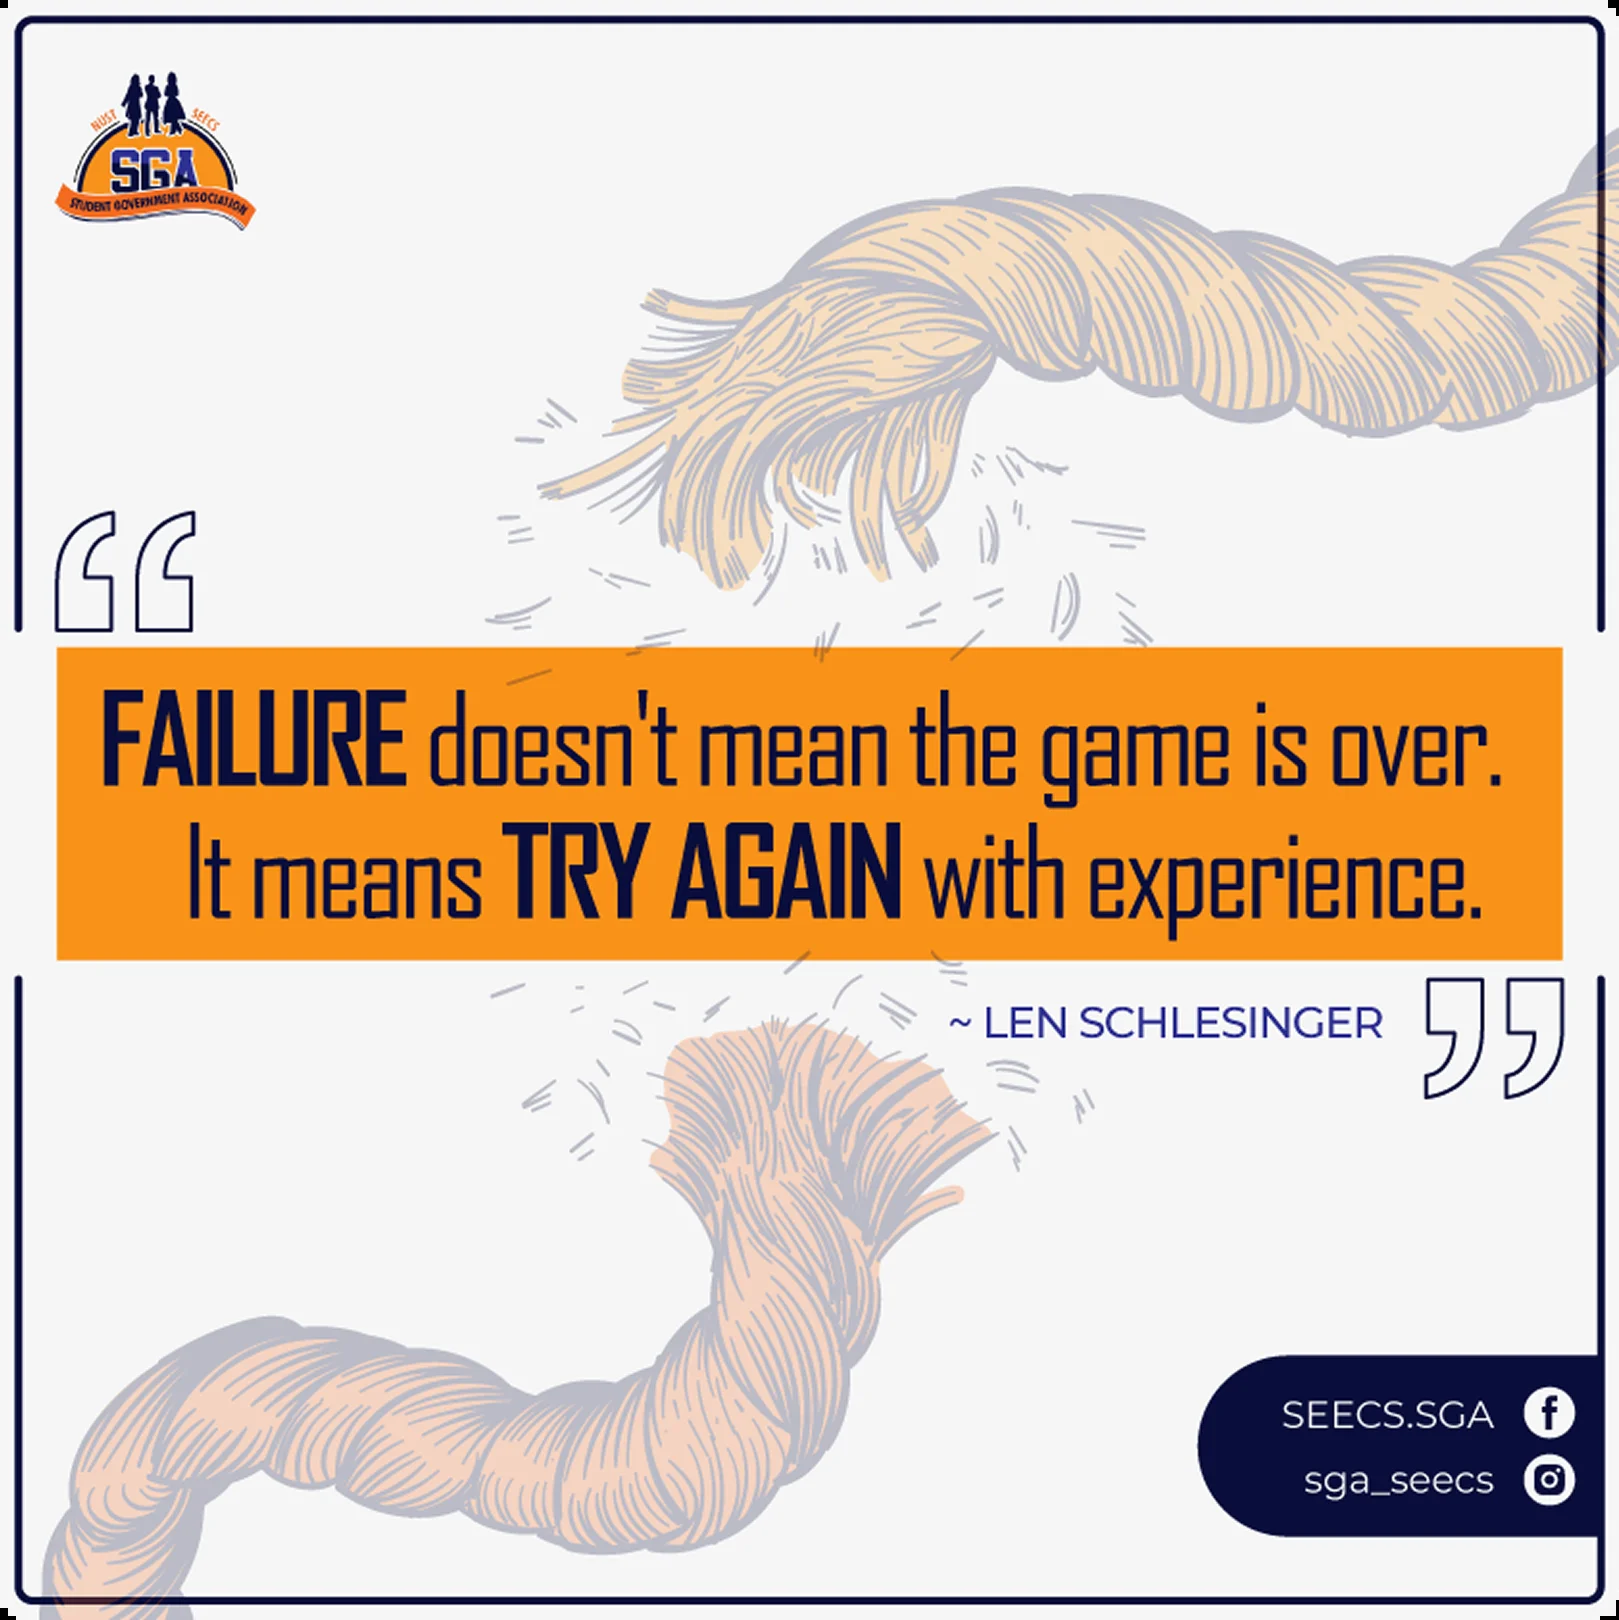 NUST SEECS
SGA
STUDENT GOVERNMENT ASSOCIATION
“
FAILURE doesn't mean the game is over.
It means TRY AGAIN with experience.
~ LEN SCHLESINGER ”
SEECS.SGA
sga_seecs